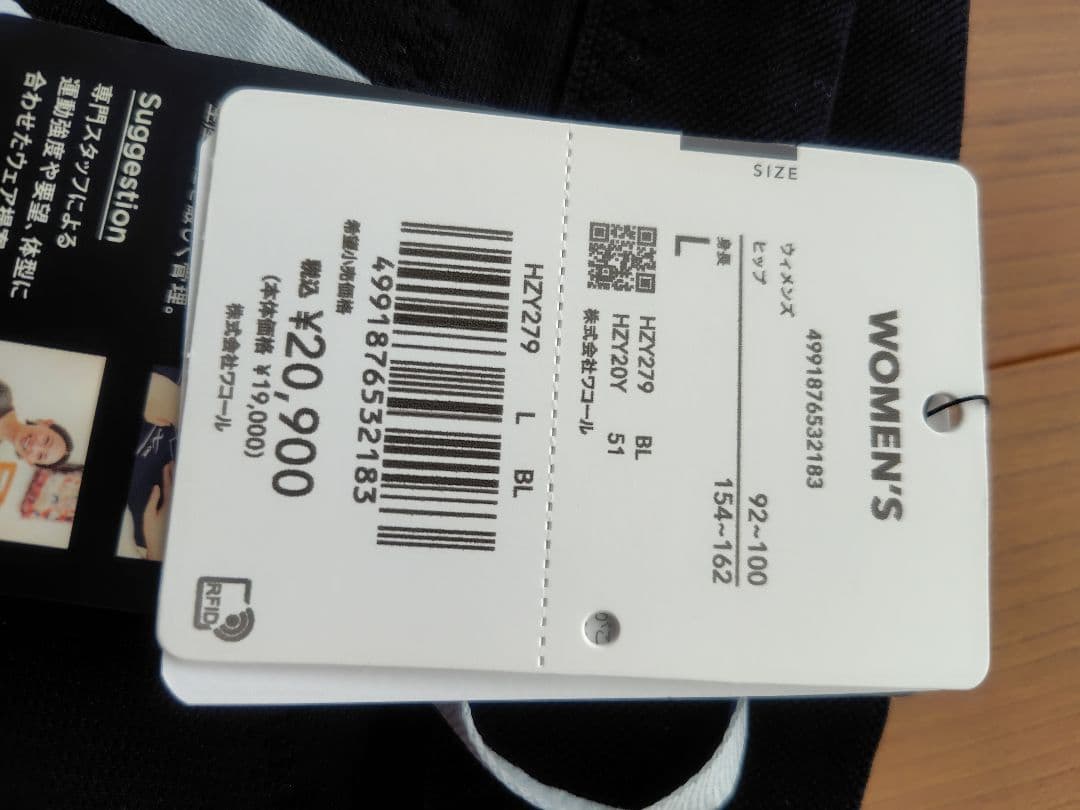 WOMEN'S
4991876532183
ウィメンズ
SIZE
ヒップ 92~100
身長 154~162
L
HZY279 BL
HZY20Y 51
株式会社ワコール
HZY279 L BL
4991876532183
希望小売価格
税込 ¥20,900
(本体価格 ¥19,000)
株式会社ワコール
RFID
管理。
Suggestion
専門スタッフによる
運動強度や要望、体型に
合わせたウェア提案